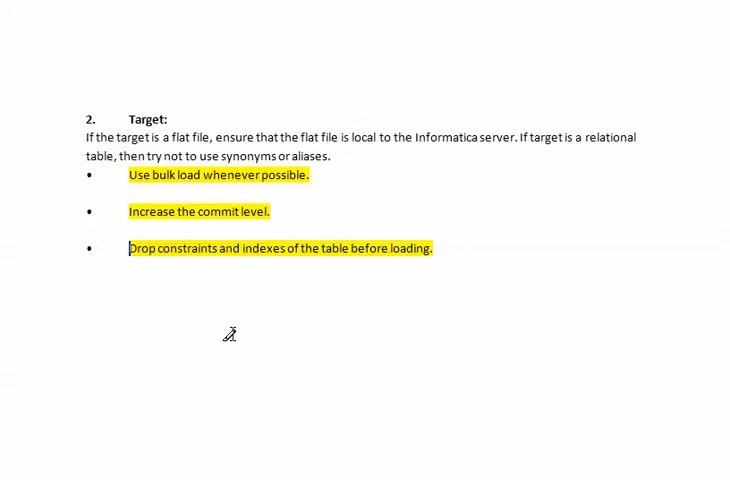 2. Target:
If the target is a flat file, ensure that the flat file is local to the Informatica server. If target is a relational
table, then try not to use synonyms or aliases.
• Use bulk load whenever possible.
• Increase the commit level.
• Drop constraints and indexes of the table before loading.